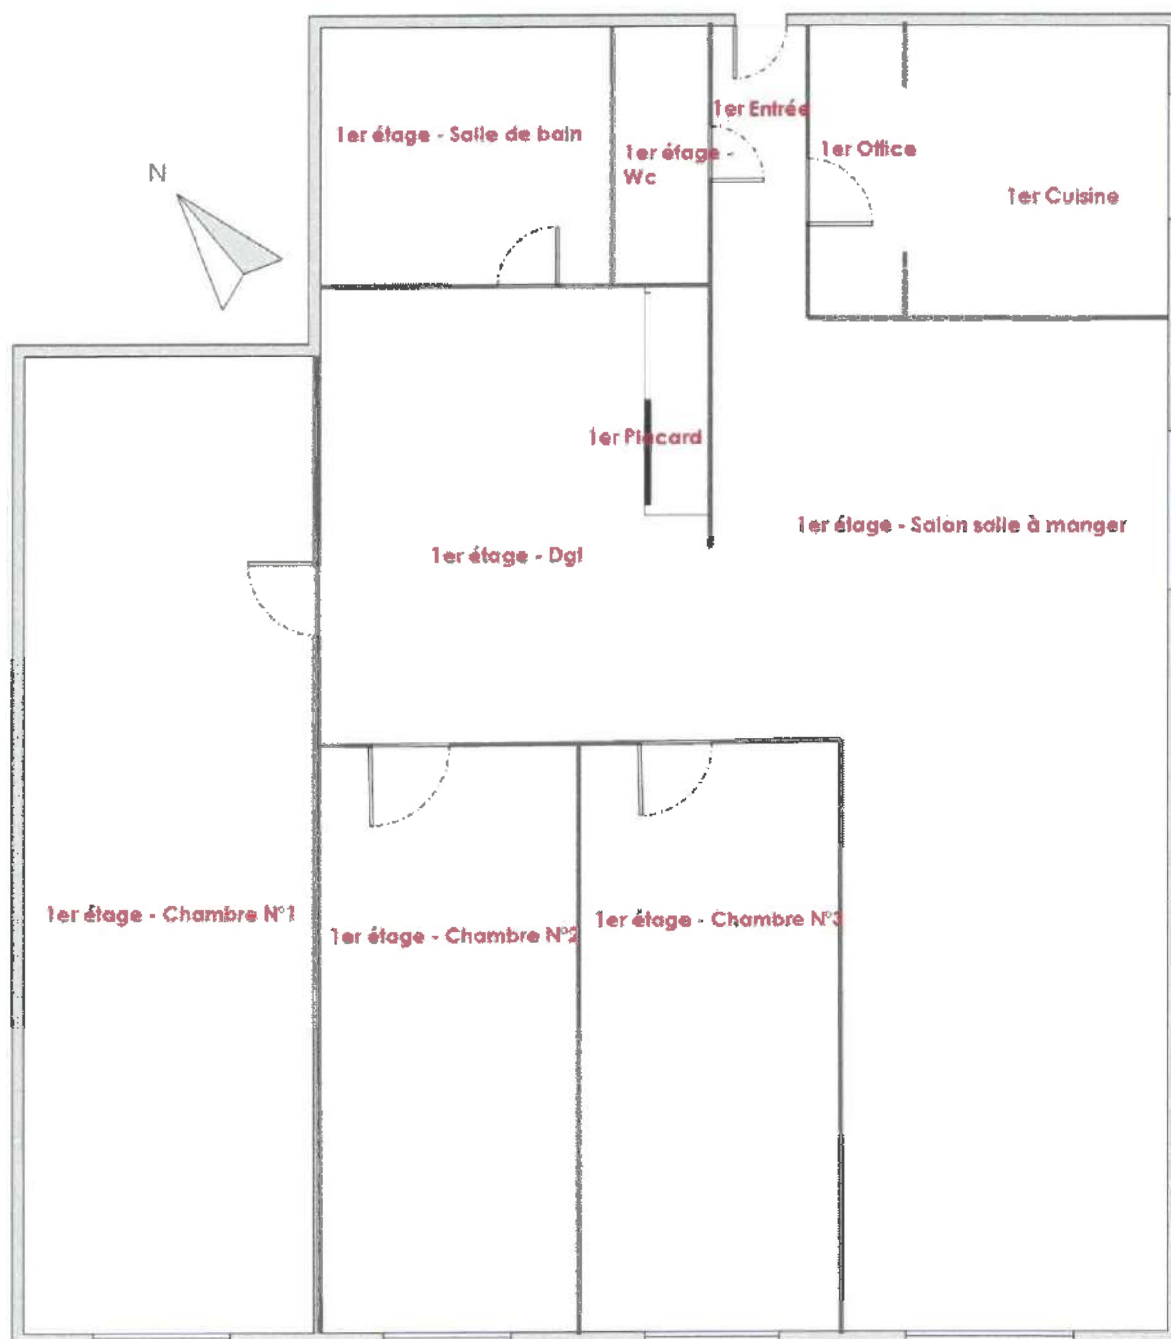 1er Entrée
1er étage - Salle de bain
1er étage -
Wc
1er Office
N
1er Cuisine
1er Placard
1er étage - Salon salle à manger
1er étage - Dgt
1er étage - Chambre N°1
1er étage - Chambre N°2
1er étage - Chambre N°3